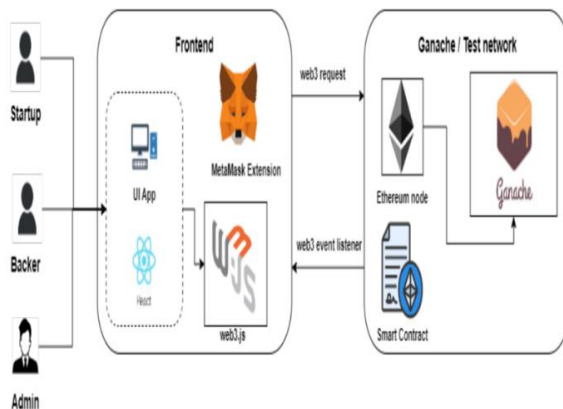 Startup
Backer
Admin
Frontend
UI App
React
MetaMask Extension
web3.js
web3 request
web3 event listener
Ganache / Test network
Ethereum node
Ganache
Smart Contract